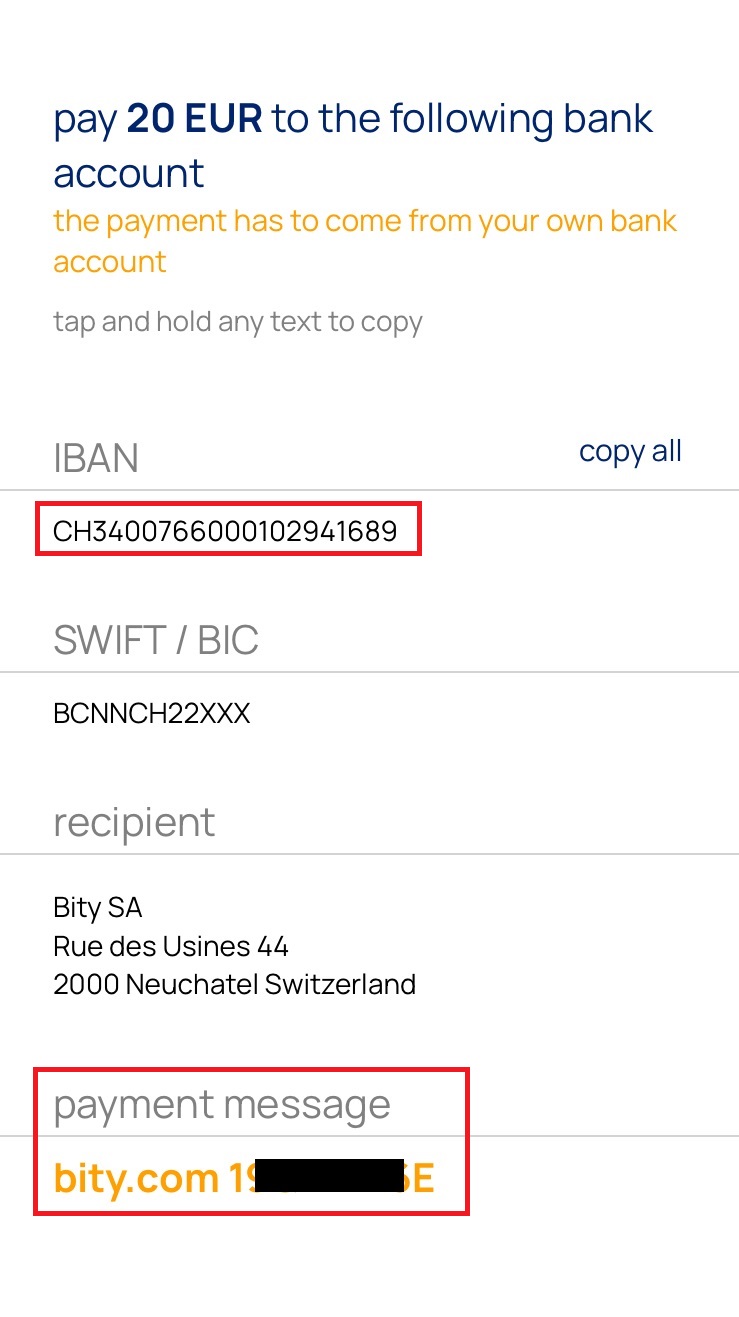 pay 20 EUR to the following bank
account
the payment has to come from your own bank
account
tap and hold any text to copy
IBAN
copy all
CH3400766000102941689
SWIFT / BIC
BCNNCH22XXX
recipient
Bity SA
Rue des Usines 44
2000 Neuchatel Switzerland
payment message
bity.com